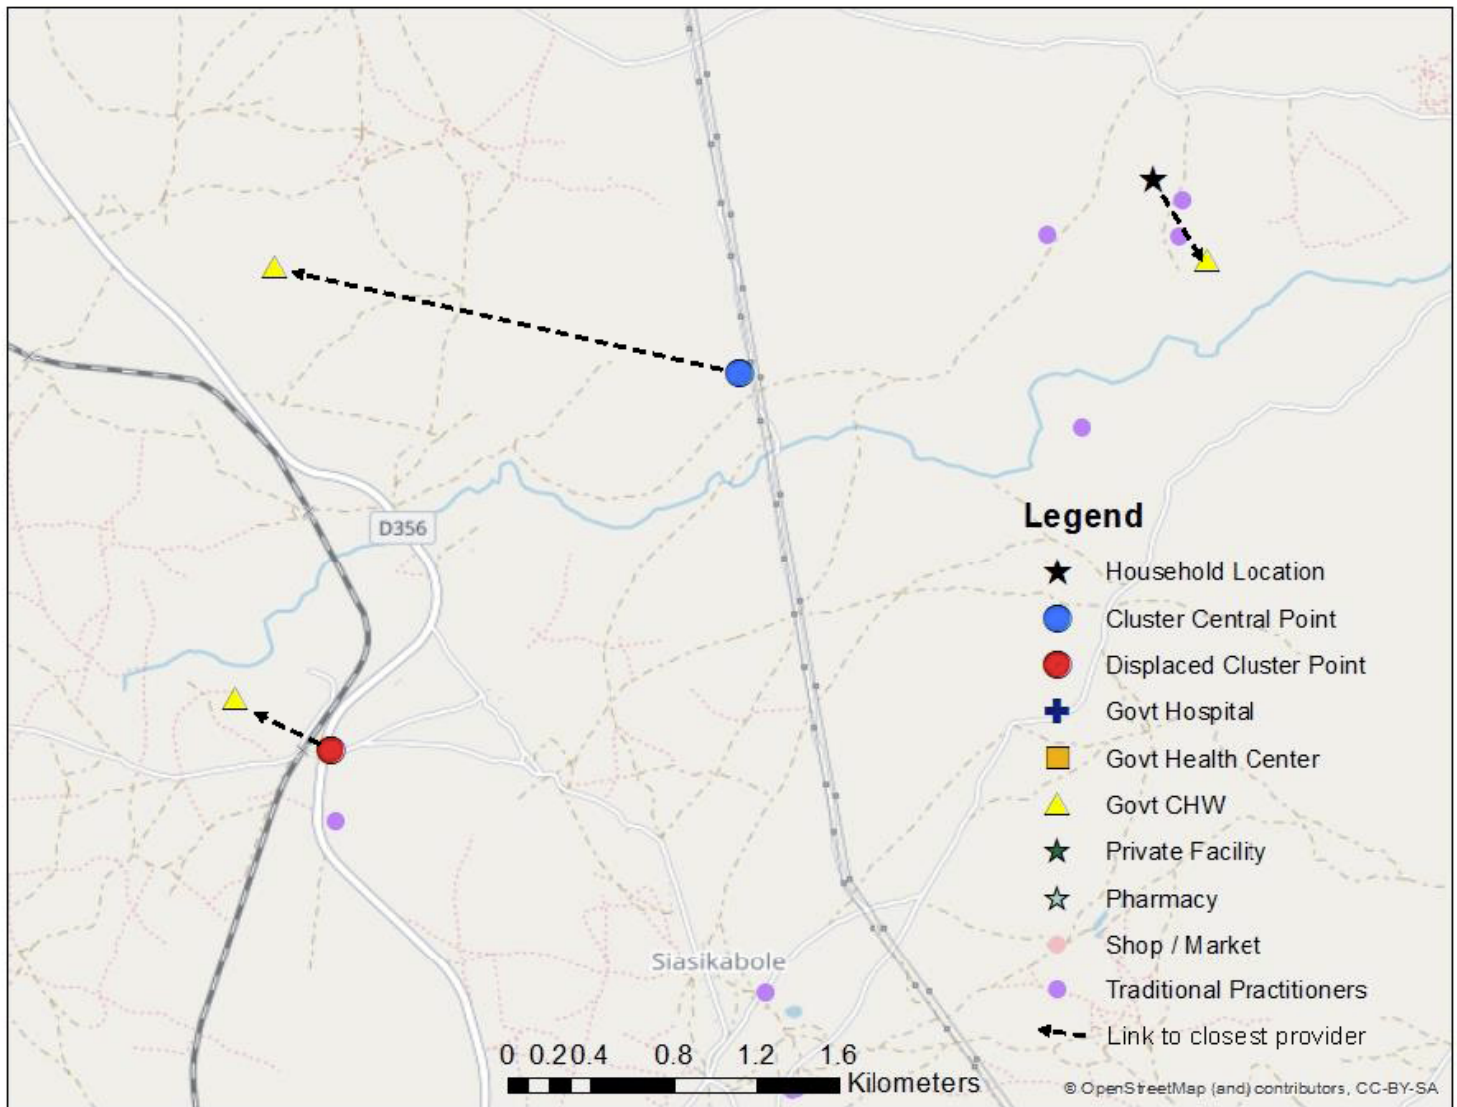 D356
Legend
Household Location
Cluster Central Point
Displaced Cluster Point
Govt Hospital
Govt Health Center
Govt CHW
Private Facility
Pharmacy
Shop / Market
Traditional Practitioners
Link to closest provider
Siasikabole
0 0.20 0.4 0.8 1.2 1.6
Kilometers
© OpenStreetMap (and) contributors, CC-BY-SA